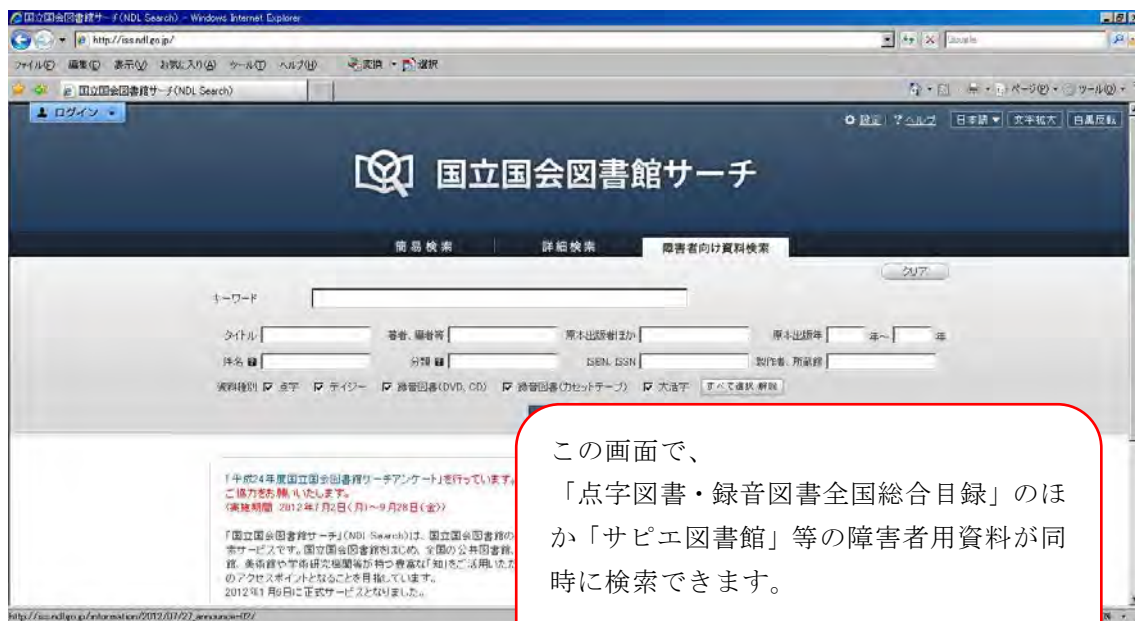 国立国会図書館サーチ(NDL Search) - Windows Internet Explorer
http://iss.ndl.go.jp/
Google
ファイル(F) 編集(E) 表示(V) お気に入り(A) ツール(T) ヘルプ(H) 変換 選択
国立国会図書館サーチ(NDL Search)
ページ(P) ツール(O)
ログイン
設定 ? ヘルプ 日本語 文字拡大 白黒反転
国立国会図書館サーチ
簡易検索 詳細検索 障害者向け資料検索
クリア
キーワード
タイトル 著者、編者等 原本出版者ほか 原本出版年 年~ 年
件名 分類 ISBN、ISSN 製作者、所蔵館
資料種別 点字 デイジー 録音図書(DVD、CD) 録音図書(カセットテープ) 大活字 すべて選択/解除
「平成24年度国立国会図書館サーチアンケート」を行っています。
ご協力をお願いいたします。
(実施期間 2012年7月2日(月)~9月28日(金))
「国立国会図書館サーチ」(NDL Search)は、国立国会図書館の
索サービスです。国立国会図書館をはじめ、全国の公共図書館、
館、美術館や学術研究機関等が持つ豊富な「知」をご活用いただ
のアクセスポイントとなることを目指しています。
2012年1月6日に正式サービスとなりました。
この画面で、
「点字図書・録音図書全国総合目録」のほ
か「サピエ図書館」等の障害者用資料が同
時に検索できます。
http://iss.ndl.go.jp/information/2012/07/27_announce-02/